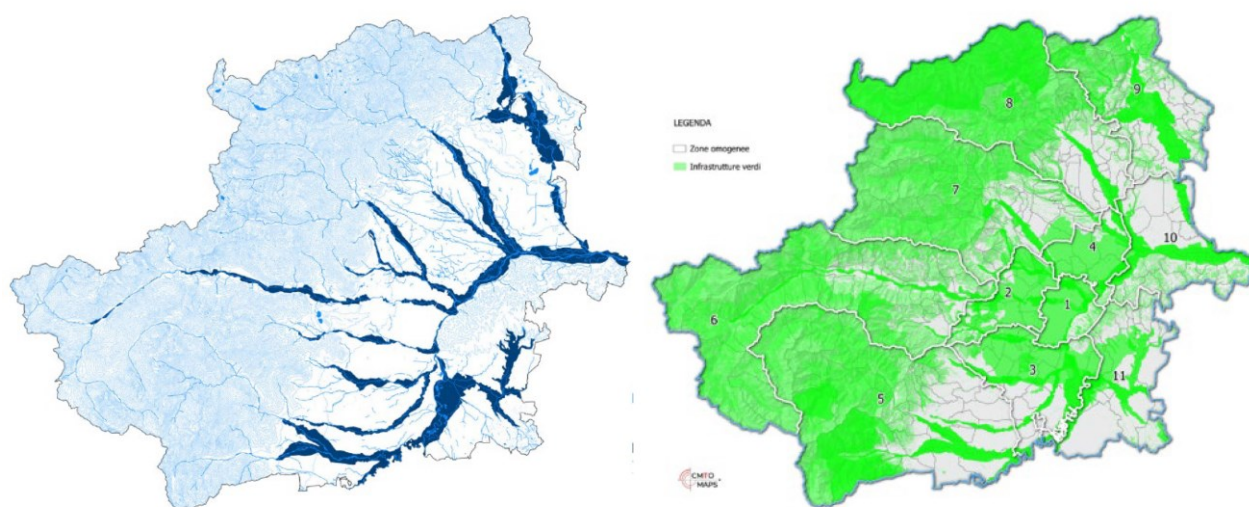 LEGENDA
Zone omogenee
Infrastrutture verdi
9
8
7
10
4
2
1
6
3
11
5
CMTO
MAPS